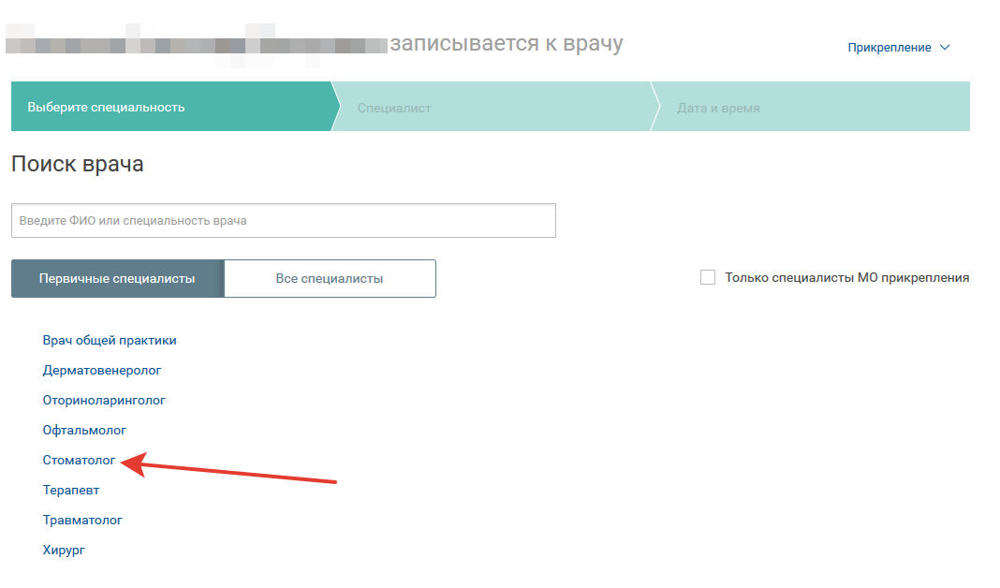 записывается к врачу
Прикрепление
Выберите специальность
Специалист
Дата и время
Поиск врача
Введите ФИО или специальность врача
Первичные специалисты
Все специалисты
Только специалисты МО прикрепления
Врач общей практики
Дерматовенеролог
Оториноларинголог
Офтальмолог
Стоматолог
Терапевт
Травматолог
Хирург